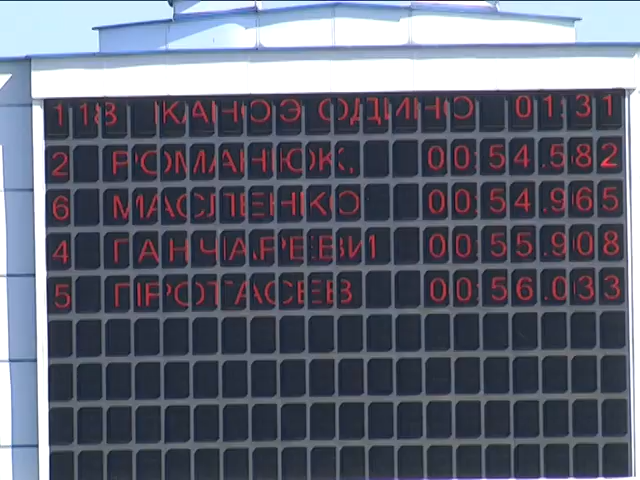 118 КАНОЭ ОДИНО 01:31
2 РОМАНЮК, 00:54.582
6 МАСЛЕНКО 00:54.965
4 ГАНЧАРЕВИ 00:55.908
5 ПРОТАСЕВ 00:56.033